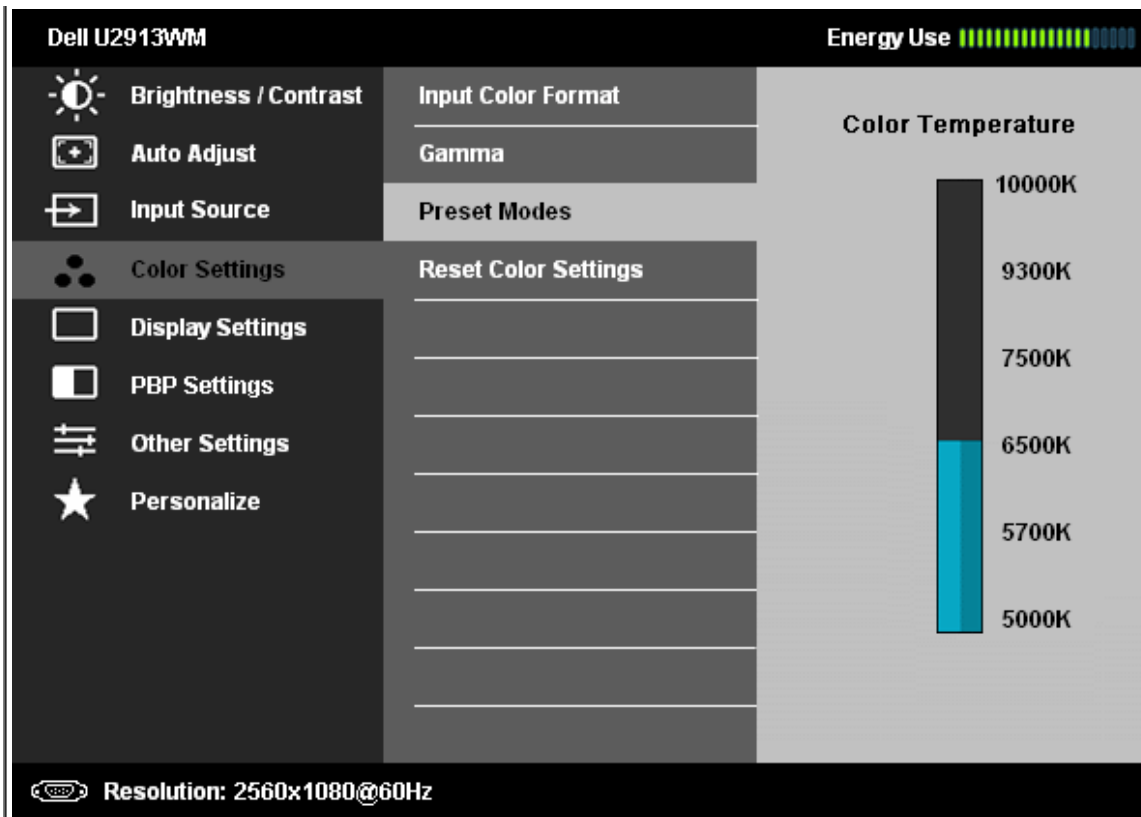 Dell U2913WM
Energy Use
Brightness / Contrast
Auto Adjust
Input Source
Color Settings
Display Settings
PBP Settings
Other Settings
Personalize
Input Color Format
Gamma
Preset Modes
Reset Color Settings
Color Temperature
10000K
9300K
7500K
6500K
5700K
5000K
Resolution: 2560x1080@60Hz